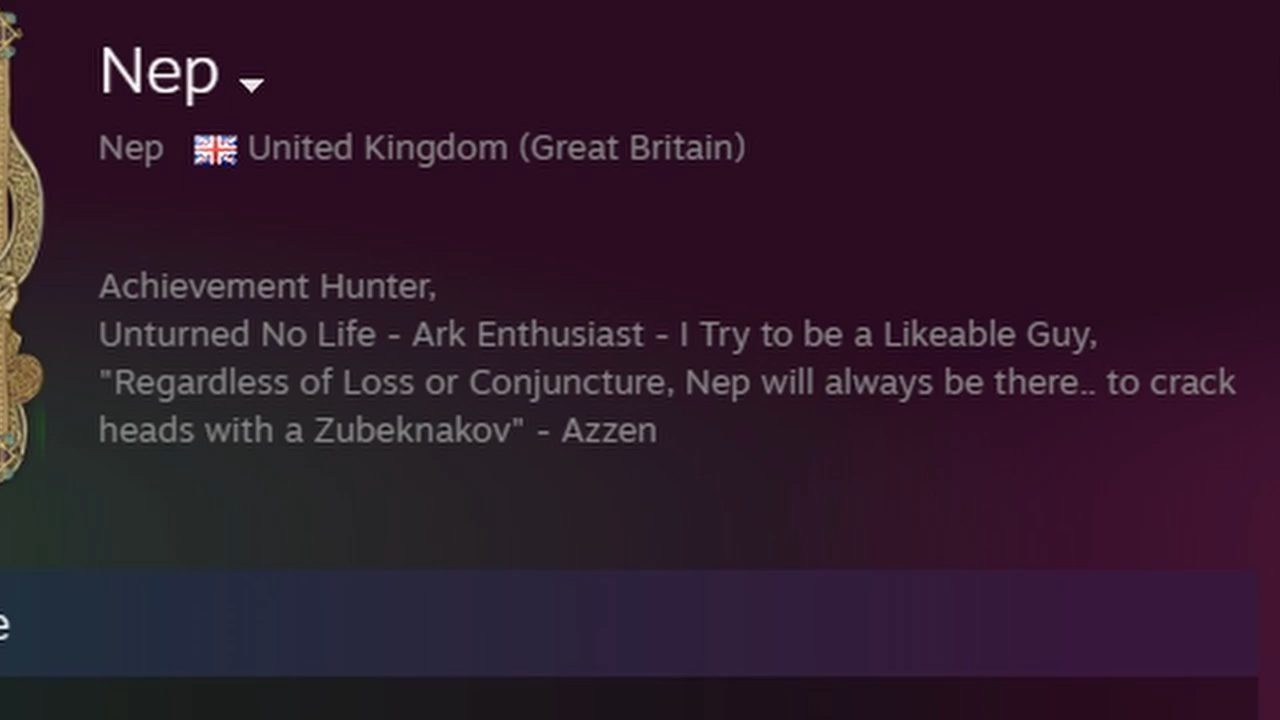 Nep
Nep United Kingdom (Great Britain)
Achievement Hunter,
Unturned No Life - Ark Enthusiast - I Try to be a Likeable Guy,
"Regardless of Loss or Conjuncture, Nep will always be there.. to crack
heads with a Zubeknakov" - Azzen